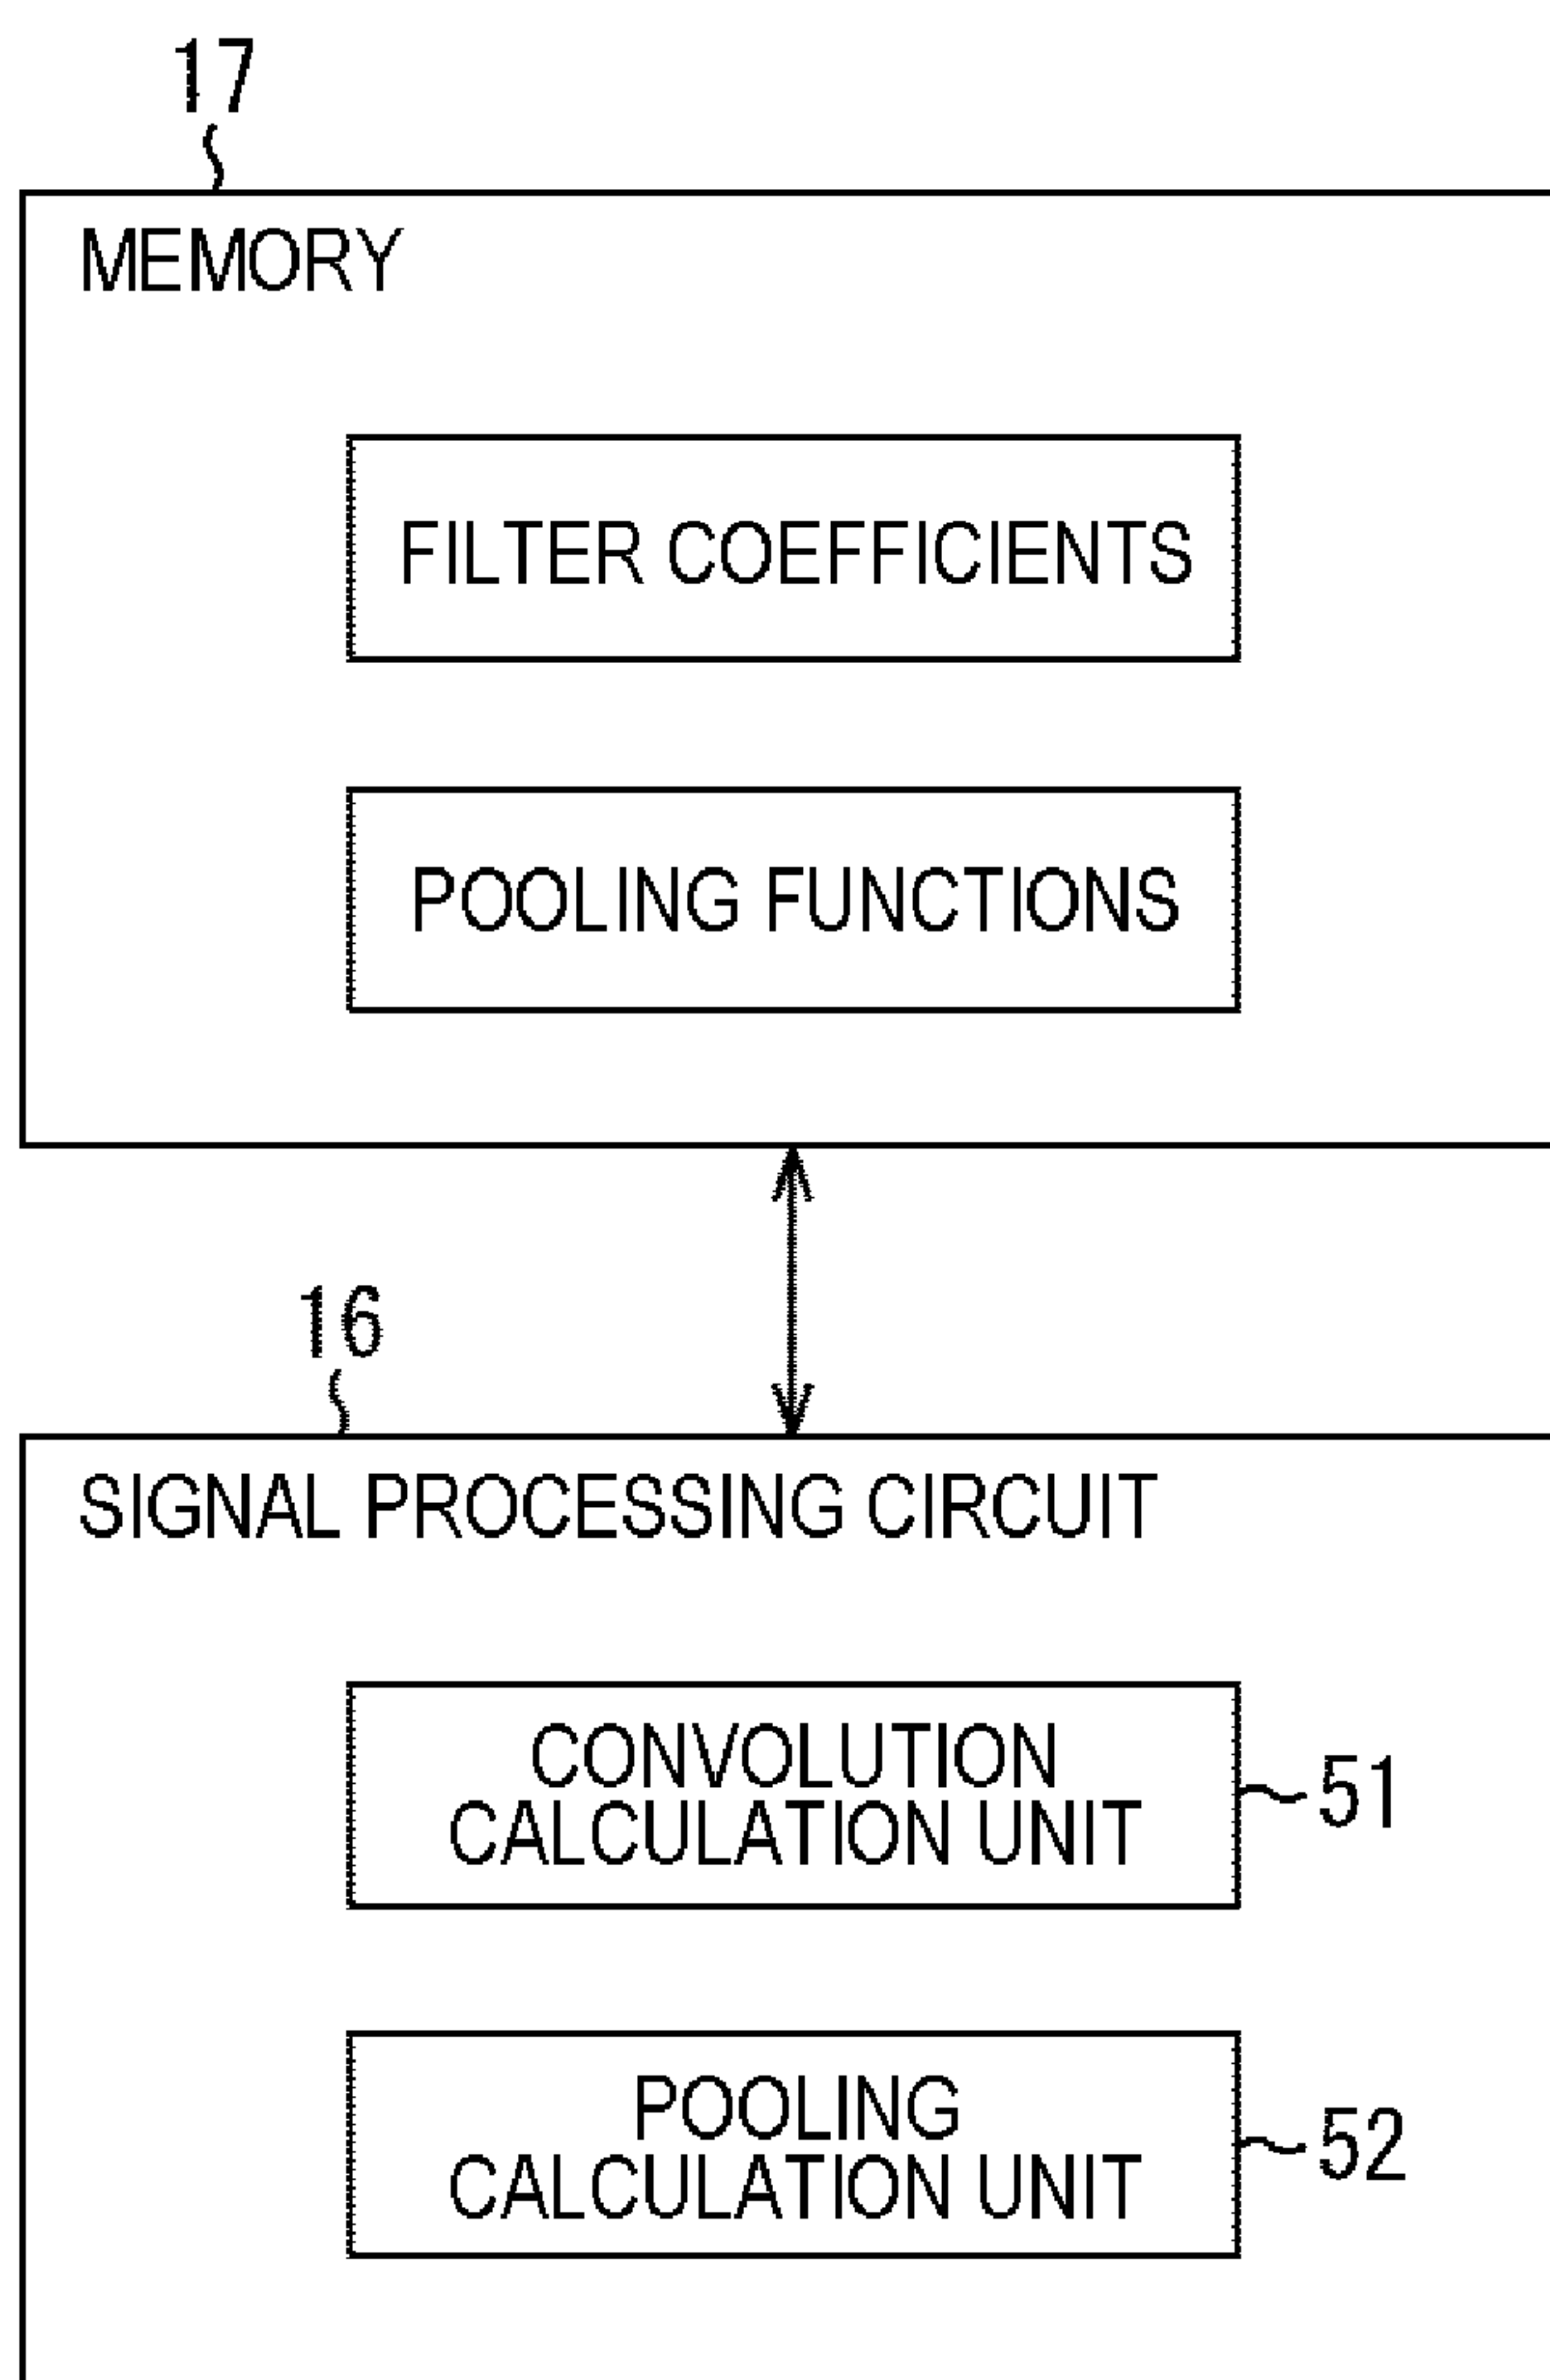 17
MEMORY
FILTER COEFFICIENTS
POOLING FUNCTIONS
16
SIGNAL PROCESSING CIRCUIT
CONVOLUTION
CALCULATION UNIT
51
POOLING
CALCULATION UNIT
52